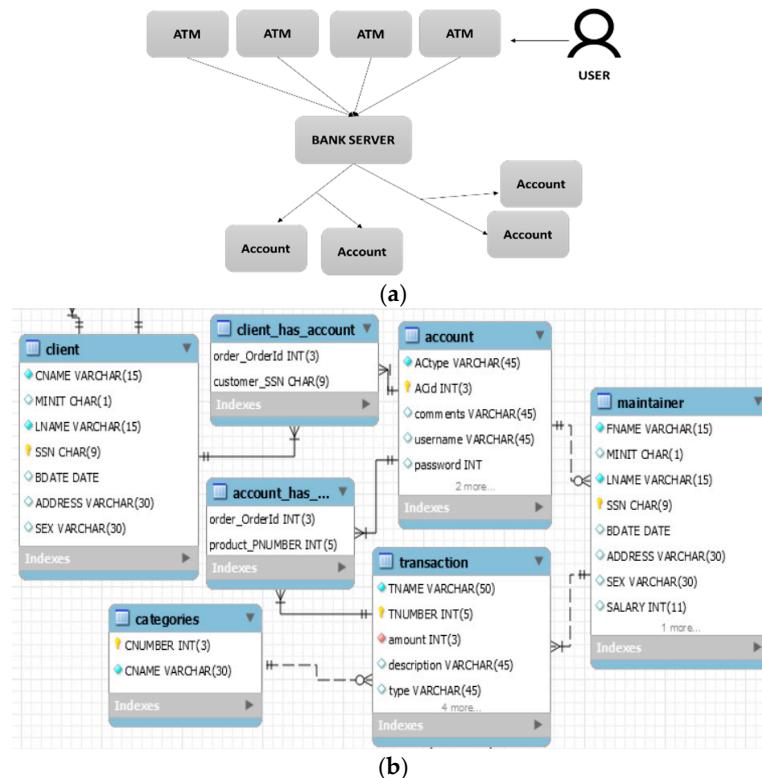 ATM
ATM
ATM
ATM
USER
BANK SERVER
Account
Account
Account
Account
(a)
client
CNAME VARCHAR(15)
MINIT CHAR(1)
LNAME VARCHAR(15)
SSN CHAR(9)
BDATE DATE
ADDRESS VARCHAR(30)
SEX VARCHAR(30)
Indexes
client_has_account
order_OrderId INT(3)
customer_SSN CHAR(9)
Indexes
account
ACtype VARCHAR(45)
ACid INT(3)
comments VARCHAR(45)
username VARCHAR(45)
password INT
2 more...
Indexes
maintainer
FNAME VARCHAR(15)
MINIT CHAR(1)
LNAME VARCHAR(15)
SSN CHAR(9)
BDATE DATE
ADDRESS VARCHAR(30)
SEX VARCHAR(30)
SALARY INT(11)
1 more...
Indexes
account_has_...
order_OrderId INT(3)
product_PNUMBER INT(5)
Indexes
transaction
TNAME VARCHAR(50)
TNUMBER INT(5)
amount INT(3)
description VARCHAR(45)
type VARCHAR(45)
4 more...
Indexes
categories
CNUMBER INT(3)
CNAME VARCHAR(30)
Indexes
(b)